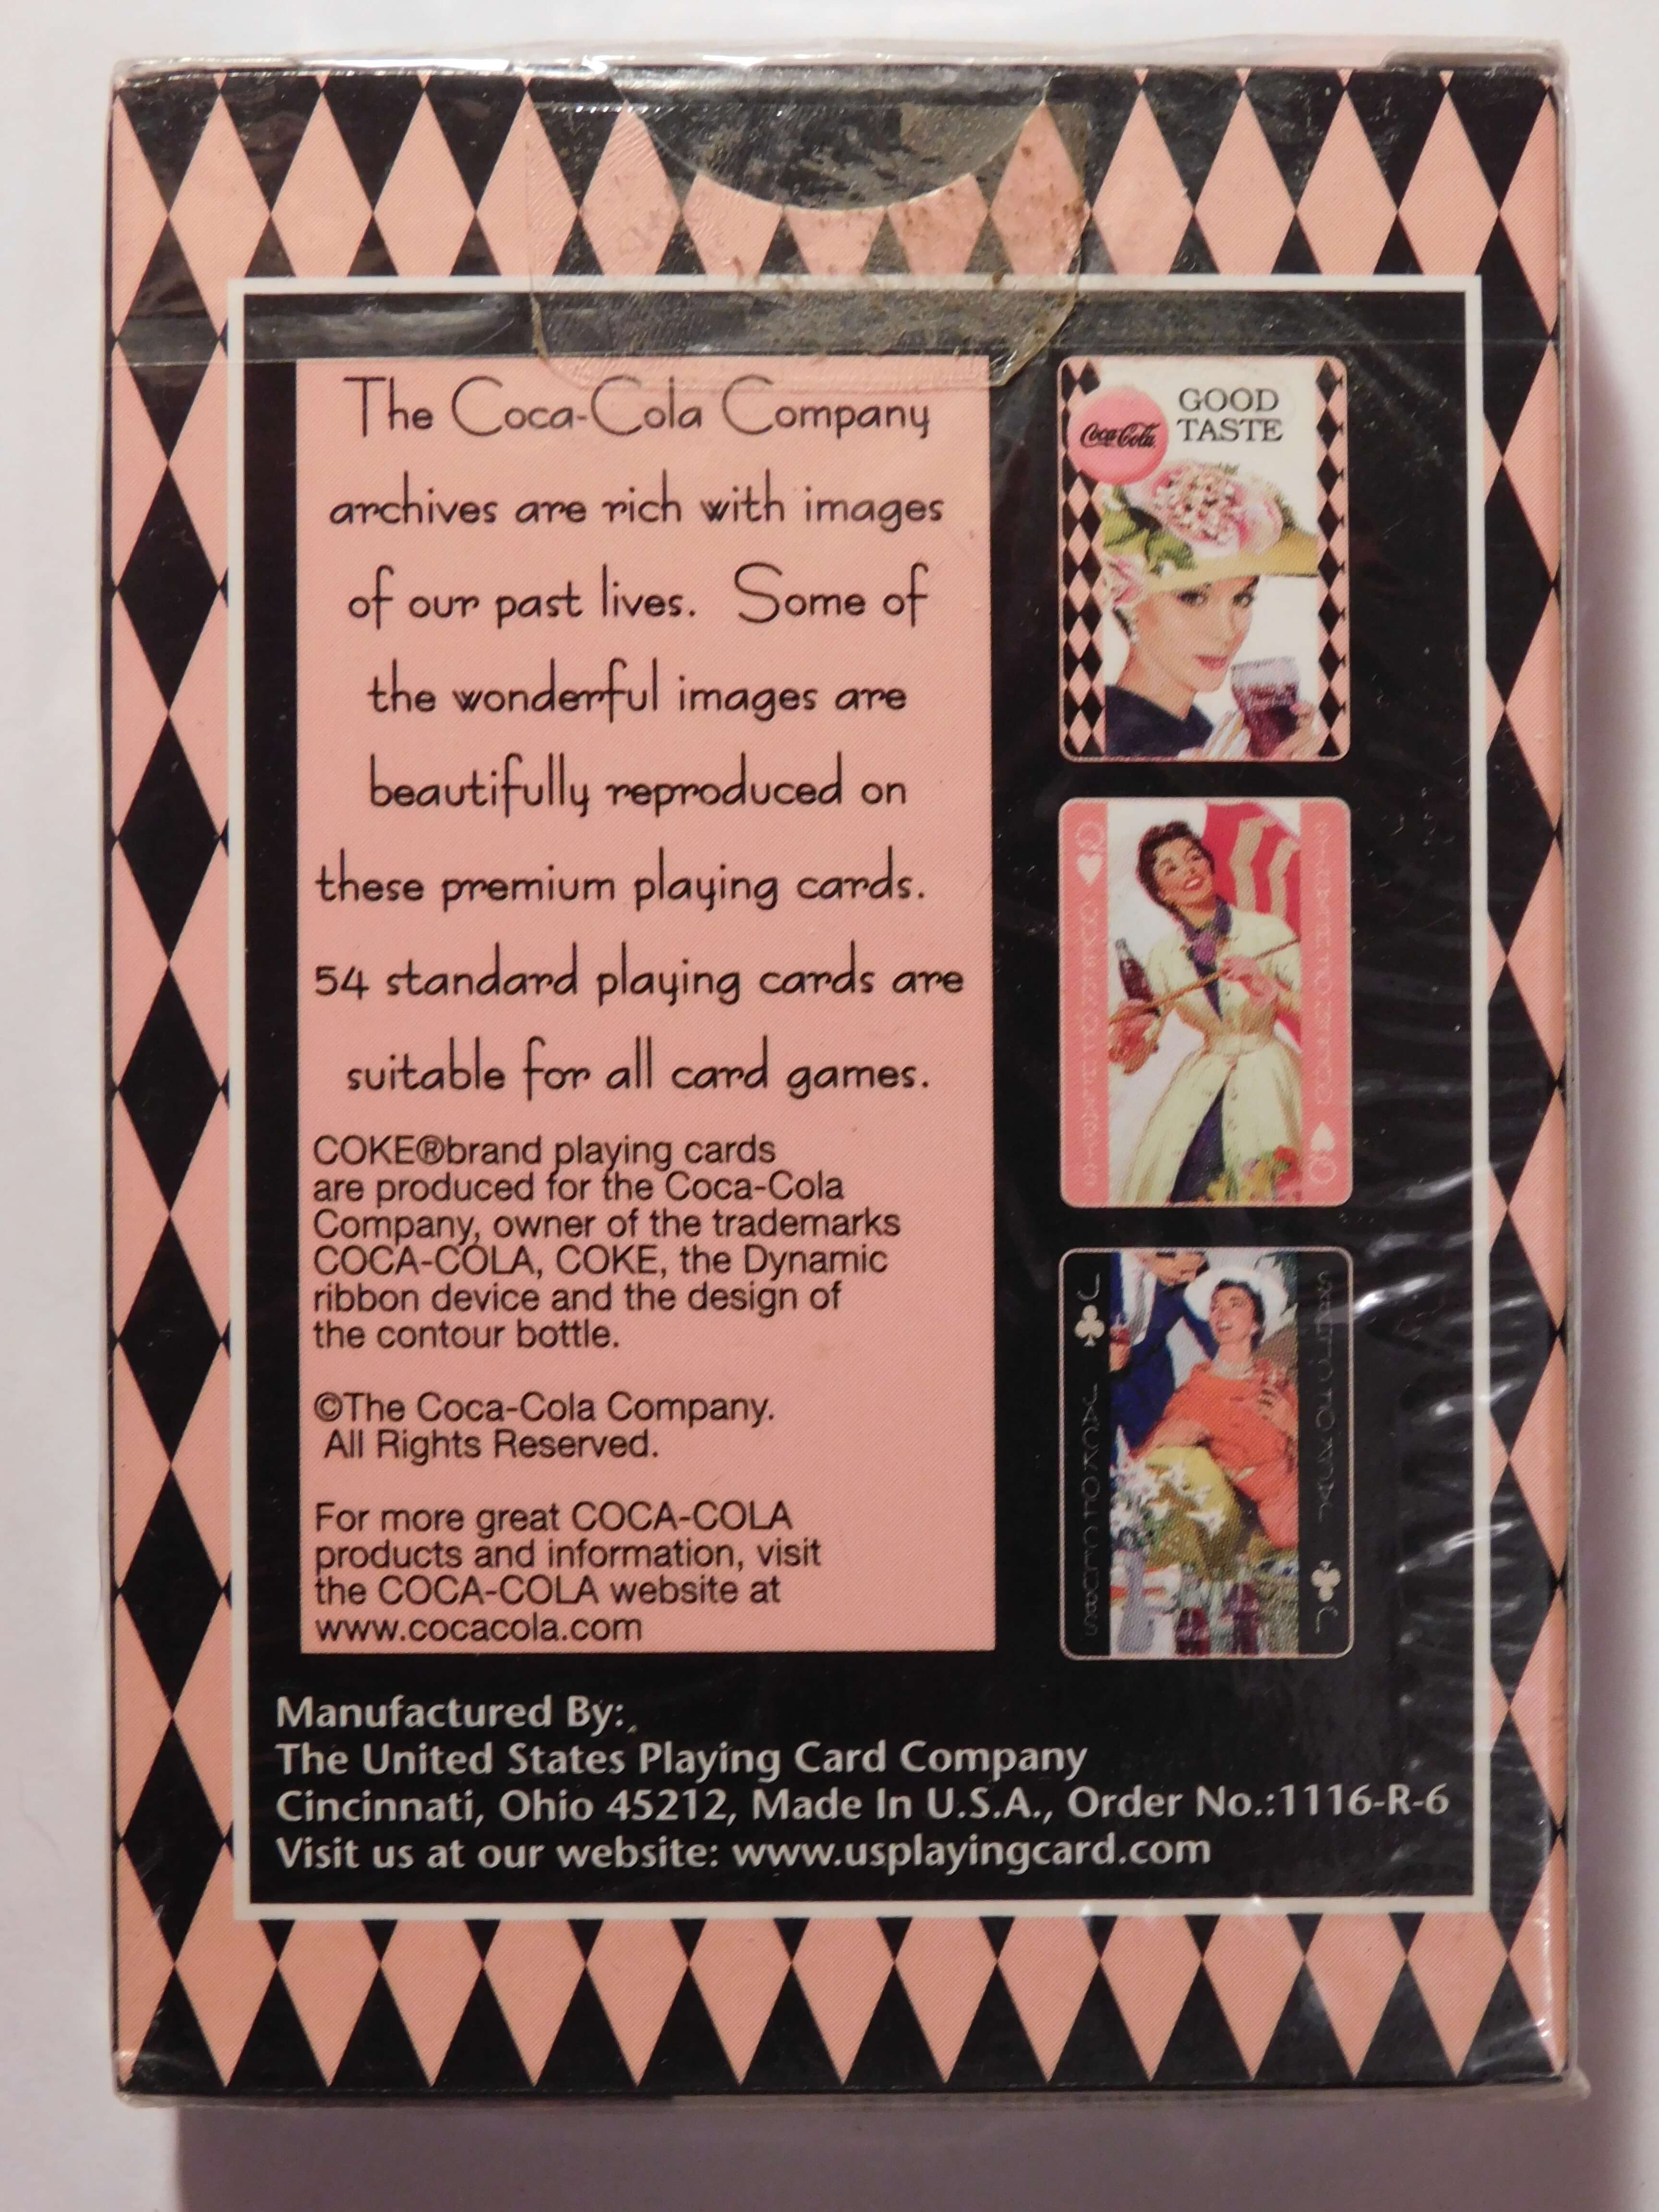 The Coca-Cola Company
archives are rich with images
of our past lives. Some of
the wonderful images are
beautifully reproduced on
these premium playing cards.
54 standard playing cards are
suitable for all card games.
COKE®brand playing cards
are produced for the Coca-Cola
Company, owner of the trademarks
COCA-COLA, COKE, the Dynamic
ribbon device and the design of
the contour bottle.
©The Coca-Cola Company.
All Rights Reserved.
For more great COCA-COLA
products and information, visit
the COCA-COLA website at
www.cocacola.com
GOOD
TASTE
Coca-Cola
Q
Q
J
J
Manufactured By:
The United States Playing Card Company
Cincinnati, Ohio 45212, Made In U.S.A., Order No.:1116-R-6
Visit us at our website: www.usplayingcard.com